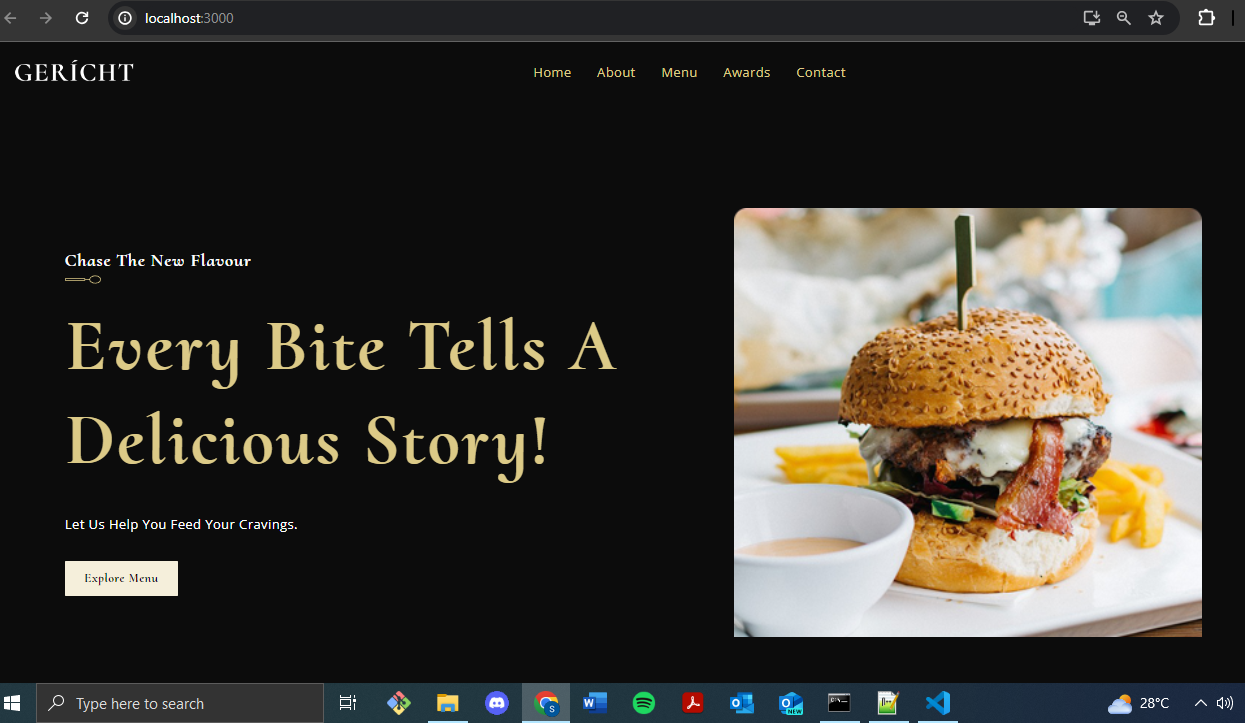 localhost:3000
GERÍCHT
Home About Menu Awards Contact
Chase The New Flavour
Every Bite Tells A
Delicious Story!
Let Us Help You Feed Your Cravings.
Explore Menu
Type here to search
S
W
NEW
28°C